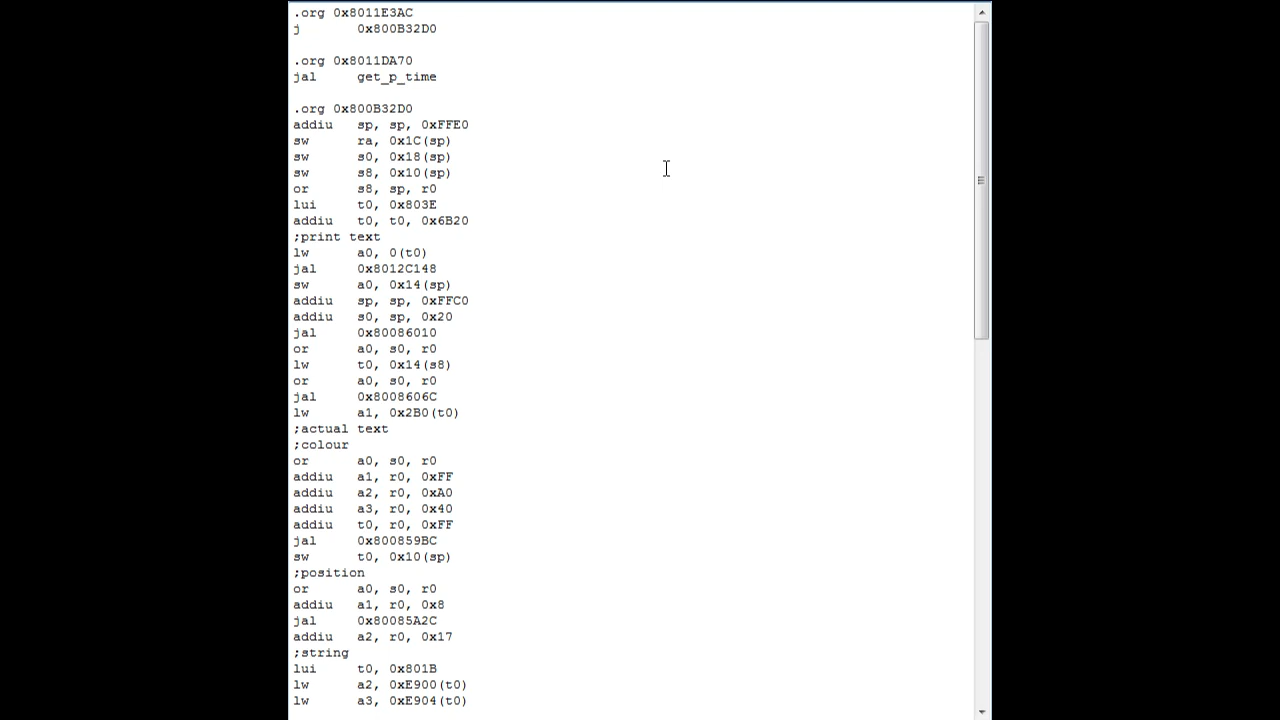 .org 0x8011E3AC
j 0x800B32D0
.org 0x8011DA70
jal get_p_time
.org 0x800B32D0
addiu sp, sp, 0xFFE0
sw ra, 0x1C(sp)
sw s0, 0x18(sp)
sw s8, 0x10(sp)
or s8, sp, r0
lui t0, 0x803E
addiu t0, t0, 0x6B20
;print text
lw a0, 0(t0)
jal 0x8012C148
sw a0, 0x14(sp)
addiu sp, sp, 0xFFC0
addiu s0, sp, 0x20
jal 0x80086010
or a0, s0, r0
lw t0, 0x14(s8)
or a0, s0, r0
jal 0x8008606C
lw a1, 0x2B0(t0)
;actual text
;colour
or a0, s0, r0
addiu a1, r0, 0xFF
addiu a2, r0, 0xA0
addiu a3, r0, 0x40
addiu t0, r0, 0xFF
jal 0x800859BC
sw t0, 0x10(sp)
;position
or a0, s0, r0
addiu a1, r0, 0x8
jal 0x80085A2C
addiu a2, r0, 0x17
;string
lui t0, 0x801B
lw a2, 0xE900(t0)
lw a3, 0xE904(t0)